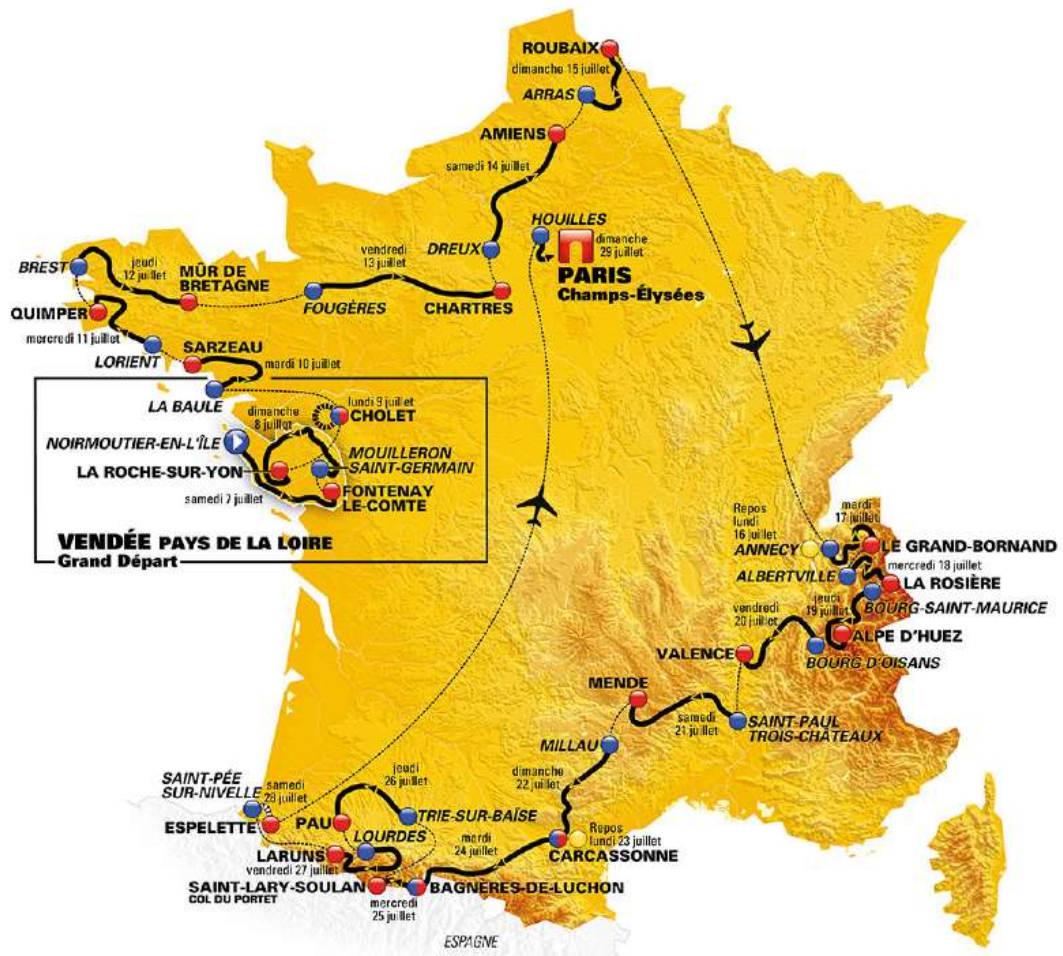 ROUBAIX
dimanche 15 juillet
ARRAS
AMIENS
samedi 14 juillet
HOUILLES
dimanche
29 juillet
PARIS
Champs-Élysées
DREUX
vendredi
13 juillet
BREST
jeudi
12 juillet
MÛR DE
BRETAGNE
FOUGÈRES
CHARTRES
QUIMPER
mercredi 11 juillet
LORIENT
SARZEAU
mardi 10 juillet
LA BAULE
lundi 9 juillet
CHOLET
dimanche
8 juillet
NOIRMOUTIER-EN-L'ÎLE
MOUILLERON
SAINT-GERMAIN
LA ROCHE-SUR-YON
samedi 7 juillet
FONTENAY
LE-COMTE
VENDÉE PAYS DE LA LOIRE
Grand Départ
Repos
lundi
16 juillet
mardi
17 juillet
ANNECY
LE GRAND-BORNAND
mercredi 18 juillet
ALBERTVILLE
LA ROSIÈRE
jeudi
19 juillet
BOURG-SAINT-MAURICE
vendredi
20 juillet
ALPE D'HUEZ
VALENCE
BOURG D'OISANS
MENDE
samedi
21 juillet
SAINT-PAUL
TROIS-CHÂTEAUX
MILLAU
dimanche
22 juillet
SAINT-PÉE
SUR-NIVELLE
samedi
28 juillet
jeudi
26 juillet
TRIE-SUR-BAÏSE
ESPELETTE
PAU
LOURDES
mardi
24 juillet
Repos
lundi 23 juillet
CARCASSONNE
LARUNS
vendredi 27 juillet
SAINT-LARY-SOULAN
COL DU PORTET
BAGNERES-DE-LUCHON
mercredi
25 juillet
ESPAGNE